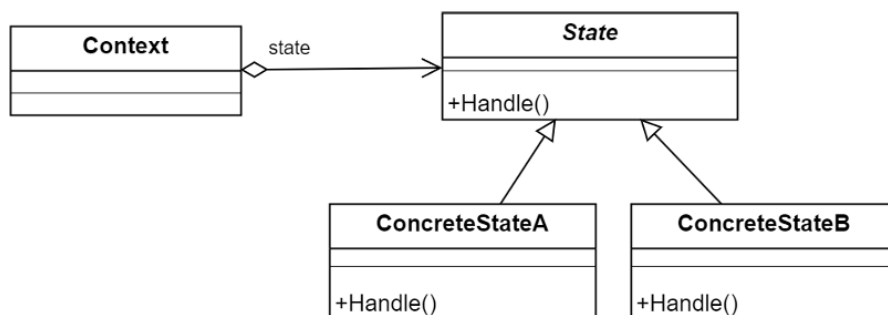 Context
state
State
+Handle()
ConcreteStateA
+Handle()
ConcreteStateB
+Handle()